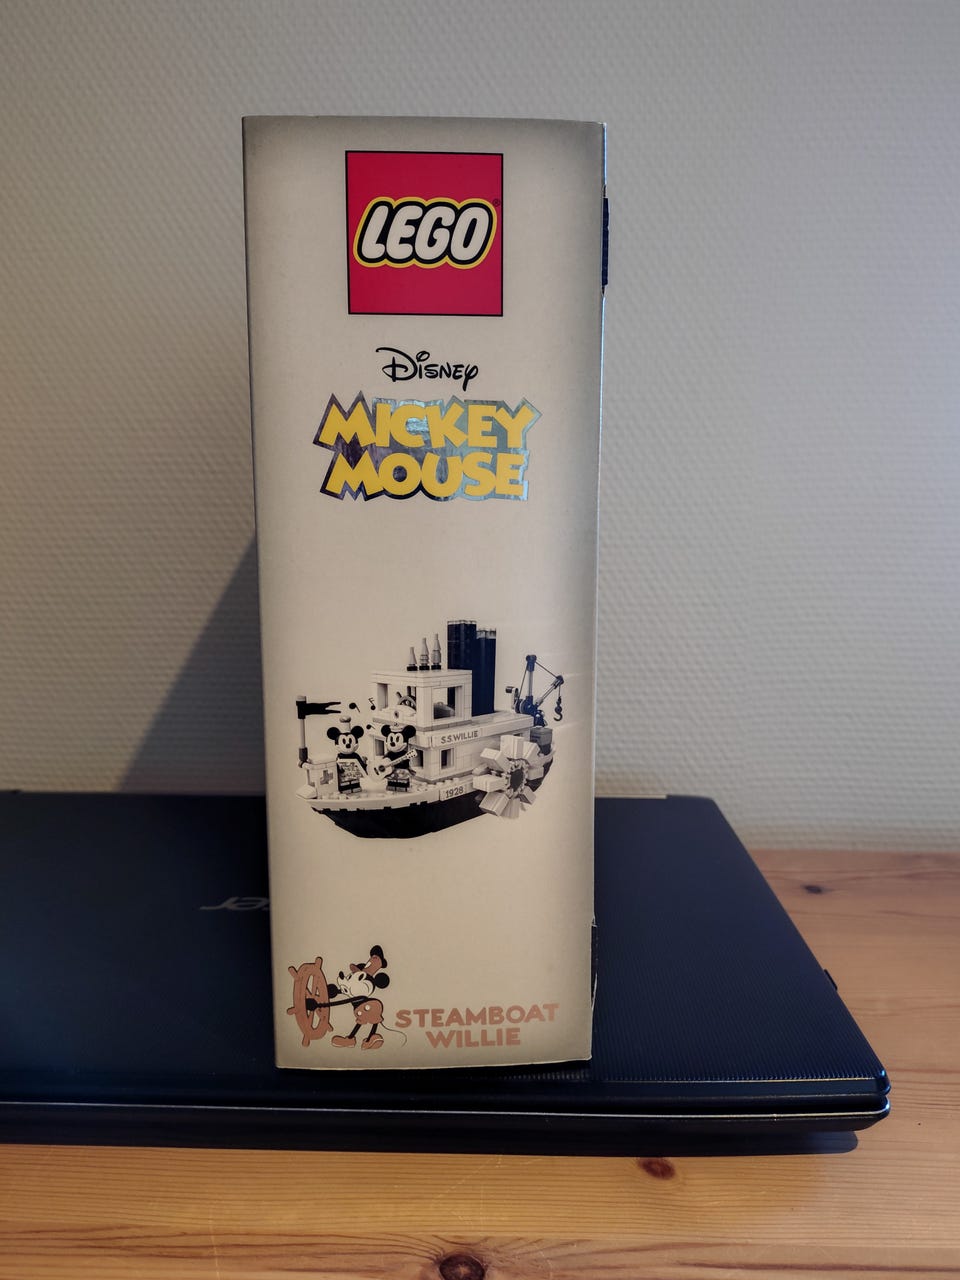 LEGO
Disney
MICKEY
MOUSE
S.S. WILLIE
1928
STEAMBOAT
WILLIE